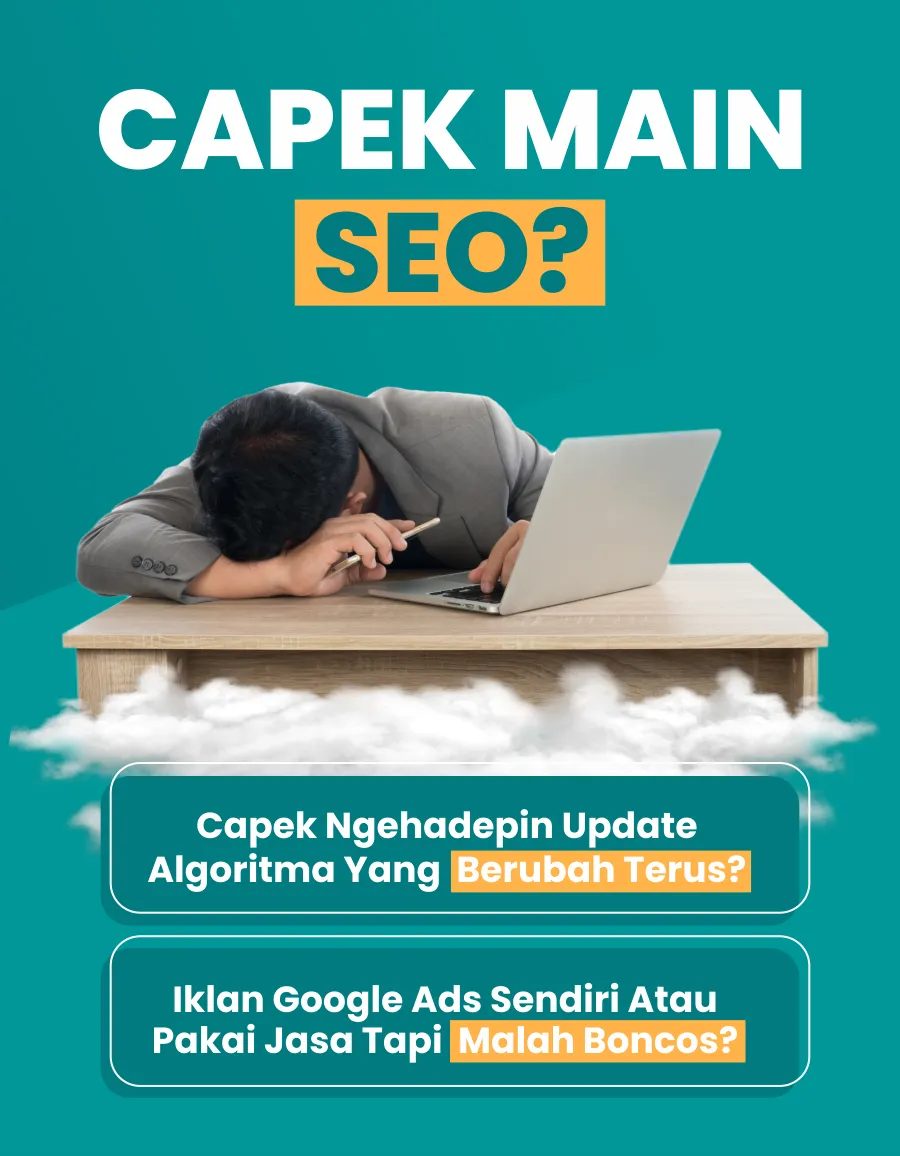 CAPEK MAIN
SEO?
Capek Ngehadepin Update
Algoritma Yang Berubah Terus?
Iklan Google Ads Sendiri Atau
Pakai Jasa Tapi Malah Boncos?